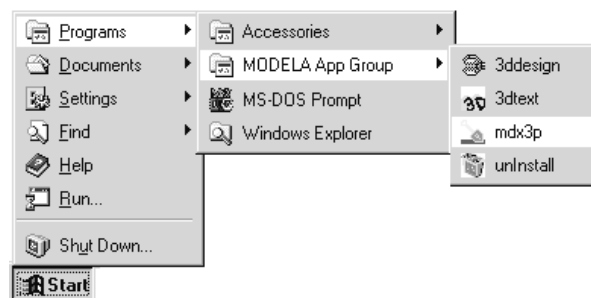 Programs
Documents
Settings
Find
Help
Run...
Shut Down...
Start
Accessories
MODELA App Group
MS-DOS Prompt
Windows Explorer
3ddesign
3dtext
mdx3p
unInstall